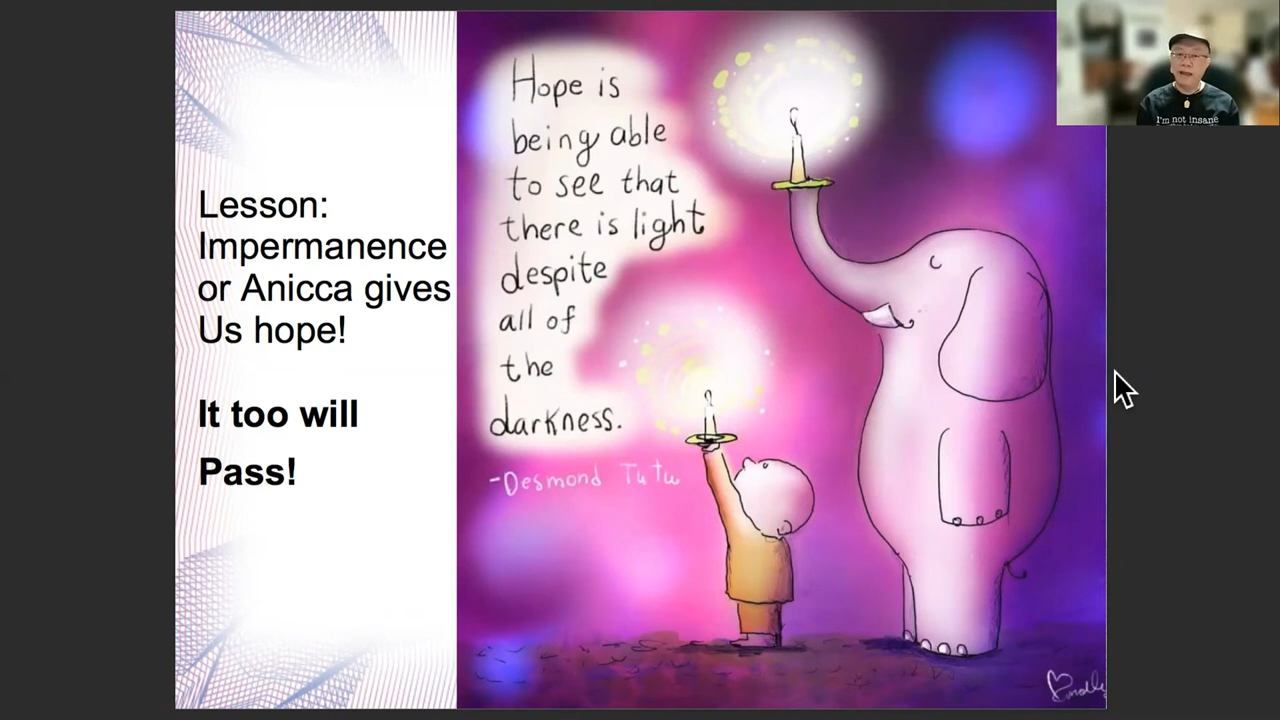 Lesson:
Impermanence
or Anicca gives
Us hope!
It too will
Pass!
Hope is
being able
to see that
there is light
despite
all of
the
darkness.
-Desmond Tutu
I'm not insane